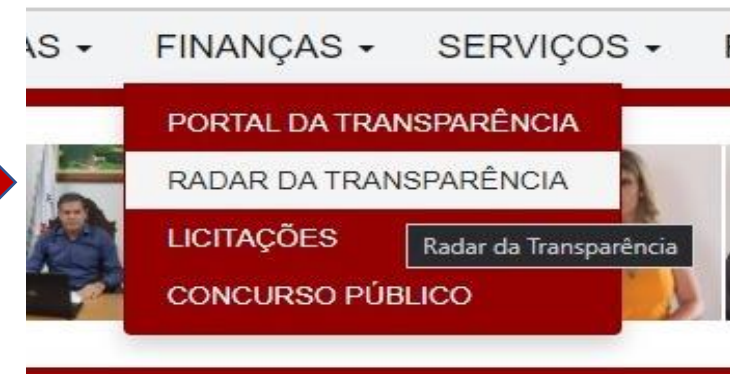 AS FINANÇAS SERVIÇOS
PORTAL DA TRANSPARÊNCIA
RADAR DA TRANSPARÊNCIA
LICITAÇÕES
Radar da Transparência
CONCURSO PÚBLICO